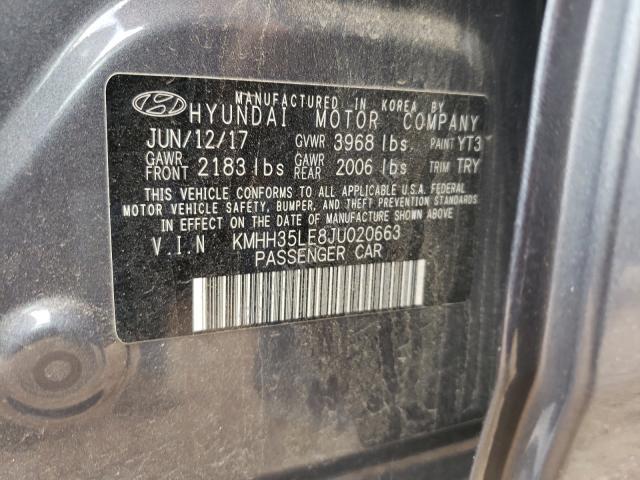 MANUFACTURED IN KOREA BY
HYUNDAI MOTOR COMPANY
JUN/12/17 GVWR 3968 lbs. PAINT YT3
GAWR FRONT 2183 lbs GAWR REAR 2006 lbs. TRIM TRY
THIS VEHICLE CONFORMS TO ALL APPLICABLE U.S.A. FEDERAL
MOTOR VEHICLE SAFETY, BUMPER, AND THEFT PREVENTION STANDARDS
IN EFFECT ON THE DATE OF MANUFACTURE SHOWN ABOVE
V.I.N KMHH35LE8JU020663
PASSENGER CAR